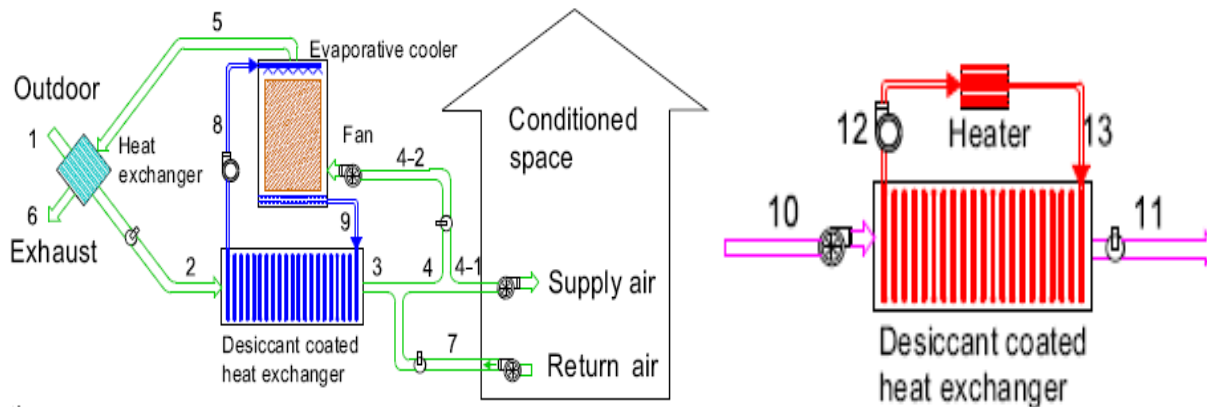 5
Evaporative cooler
Outdoor
1
Heat
exchanger
8
Fan
4-2
Conditioned
space
6
Exhaust
9
2
3
4
4-1
Supply air
7
Return air
Desiccant coated
heat exchanger
12
Heater
13
10
11
Desiccant coated
heat exchanger